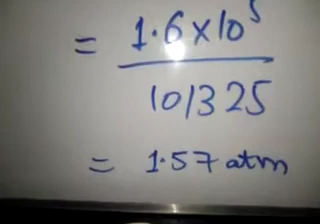 = 1.6 x 10⁵
101325
= 1.57 atm